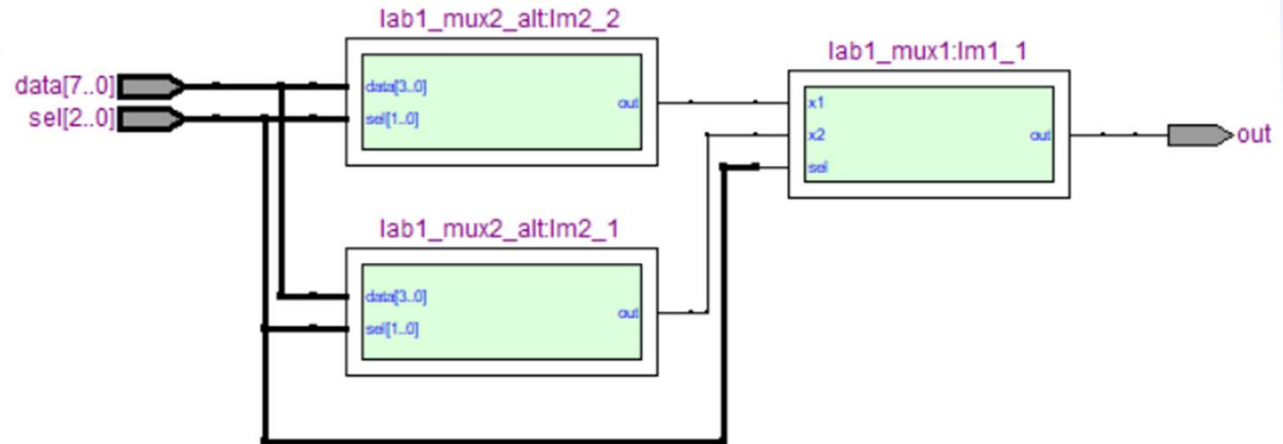 lab1_mux2_alt:lm2_2
data[7..0]
sel[2..0]
data[3..0]
sel[1..0]
out
lab1_mux1:lm1_1
x1
x2
sel
out
out
lab1_mux2_alt:lm2_1
data[3..0]
sel[1..0]
out